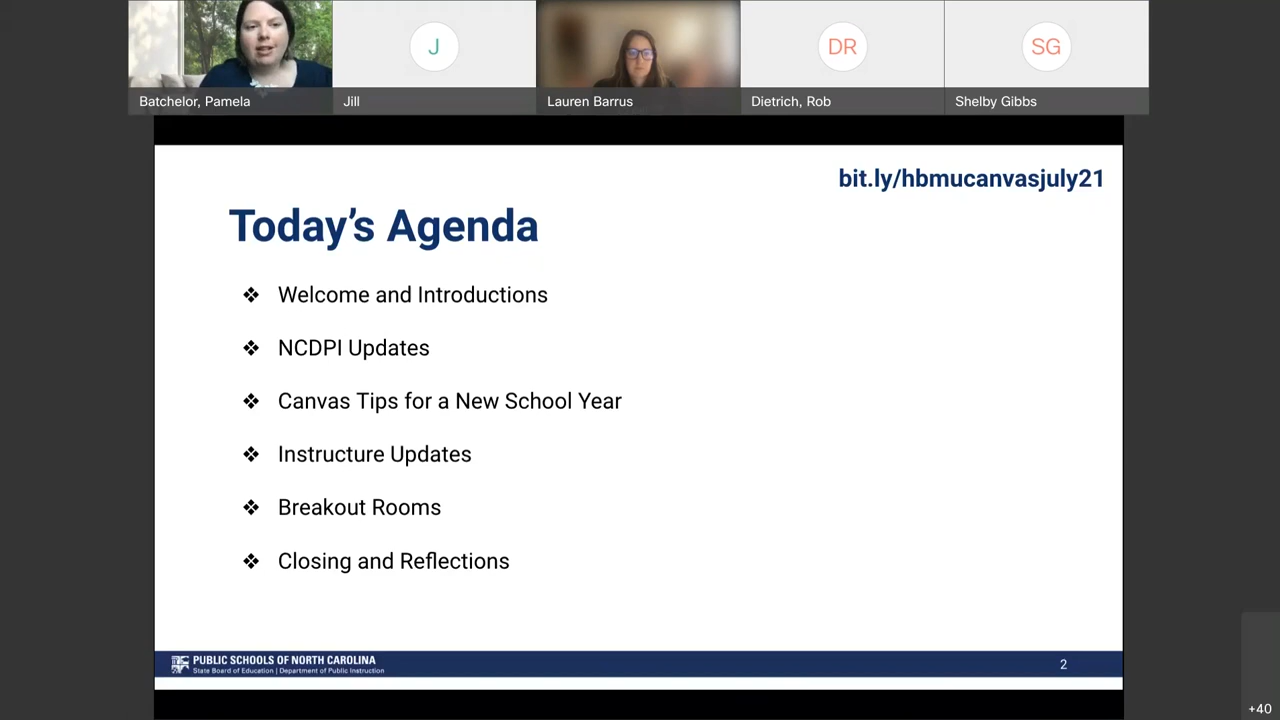 J
DR
SG
Batchelor, Pamela
Jill
Lauren Barrus
Dietrich, Rob
Shelby Gibbs
bit.ly/hbmucanvasjuly21
Today’s Agenda
❖ Welcome and Introductions
❖ NCDPI Updates
❖ Canvas Tips for a New School Year
❖ Instructure Updates
❖ Breakout Rooms
❖ Closing and Reflections
PUBLIC SCHOOLS OF NORTH CAROLINA
State Board of Education | Department of Public Instruction
2
+40